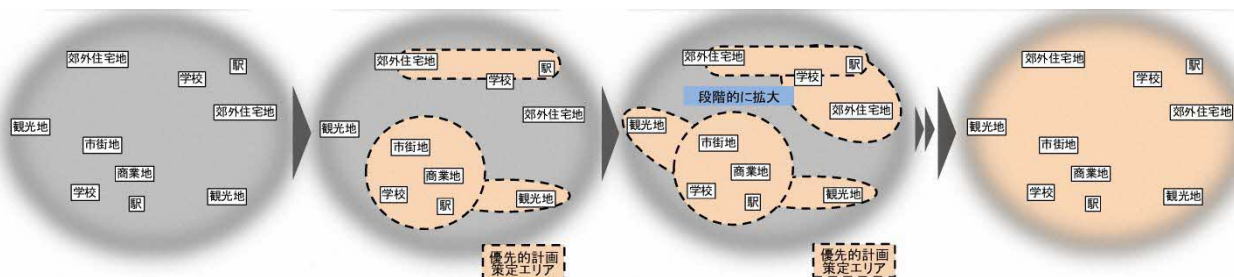 郊外住宅地
駅
学校
郊外住宅地
観光地
市街地
商業地
学校
駅
観光地
郊外住宅地
駅
学校
郊外住宅地
観光地
市街地
商業地
学校
駅
観光地
優先的計画
策定エリア
郊外住宅地
駅
学校
段階的に拡大
郊外住宅地
観光地
市街地
商業地
学校
駅
観光地
優先的計画
策定エリア
郊外住宅地
駅
学校
郊外住宅地
観光地
市街地
商業地
学校
駅
観光地